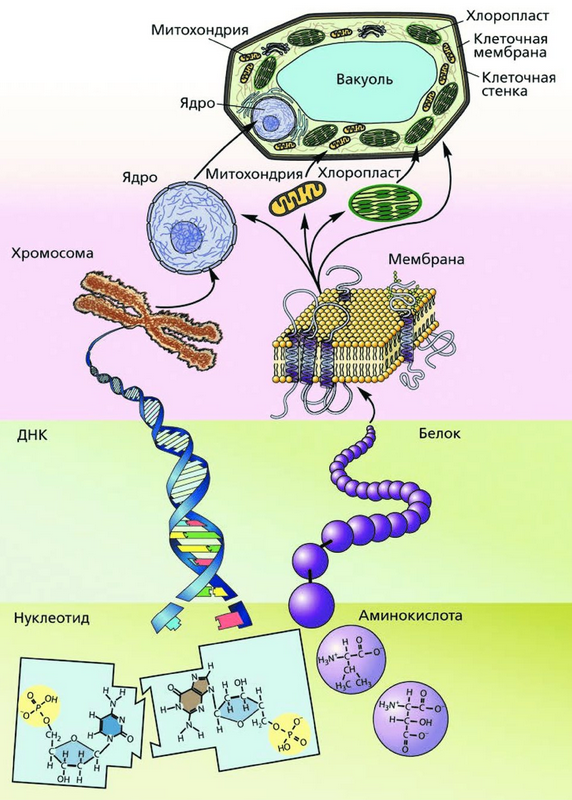 Хлоропласт
Митохондрия
Клеточная
мембрана
Вакуоль
Клеточная
стенка
Ядро
Митохондрия
Хлоропласт
Ядро
Хромосома
Мембрана
ДНК
Белок
Нуклеотид
Аминокислота